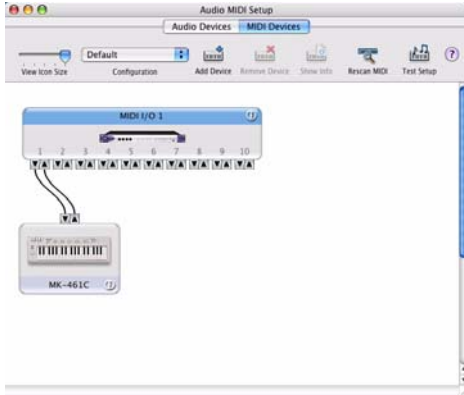 Audio MIDI Setup
Audio Devices MIDI Devices
Default
View Icon Size Configuration Add Device Remove Device Show Info Rescan MIDI Test Setup ?
MIDI I/O 1
1 2 3 4 5 6 7 8 9 10
MK-461C